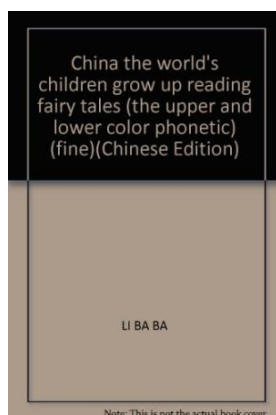 China the world's
children grow up reading
fairy tales (the upper and
lower color phonetic)
(fine)(Chinese Edition)
LI BA BA
Note: This is not the actual book cover